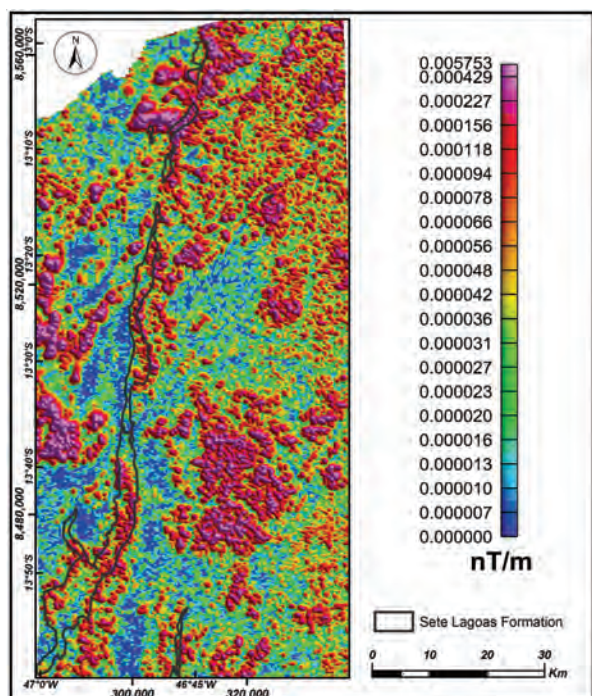 N
8,560,000
13°0'S
13°10'S
13°20'S
8,520,000
13°30'S
13°40'S
8,480,000
13°50'S
47°0'W
300,000
46°45'W
320,000
0.005753
0.000429
0.000227
0.000156
0.000118
0.000094
0.000078
0.000066
0.000056
0.000048
0.000042
0.000036
0.000031
0.000027
0.000023
0.000020
0.000016
0.000013
0.000010
0.000007
0.000000
nT/m
Sete Lagoas Formation
0 10 20 30
Km